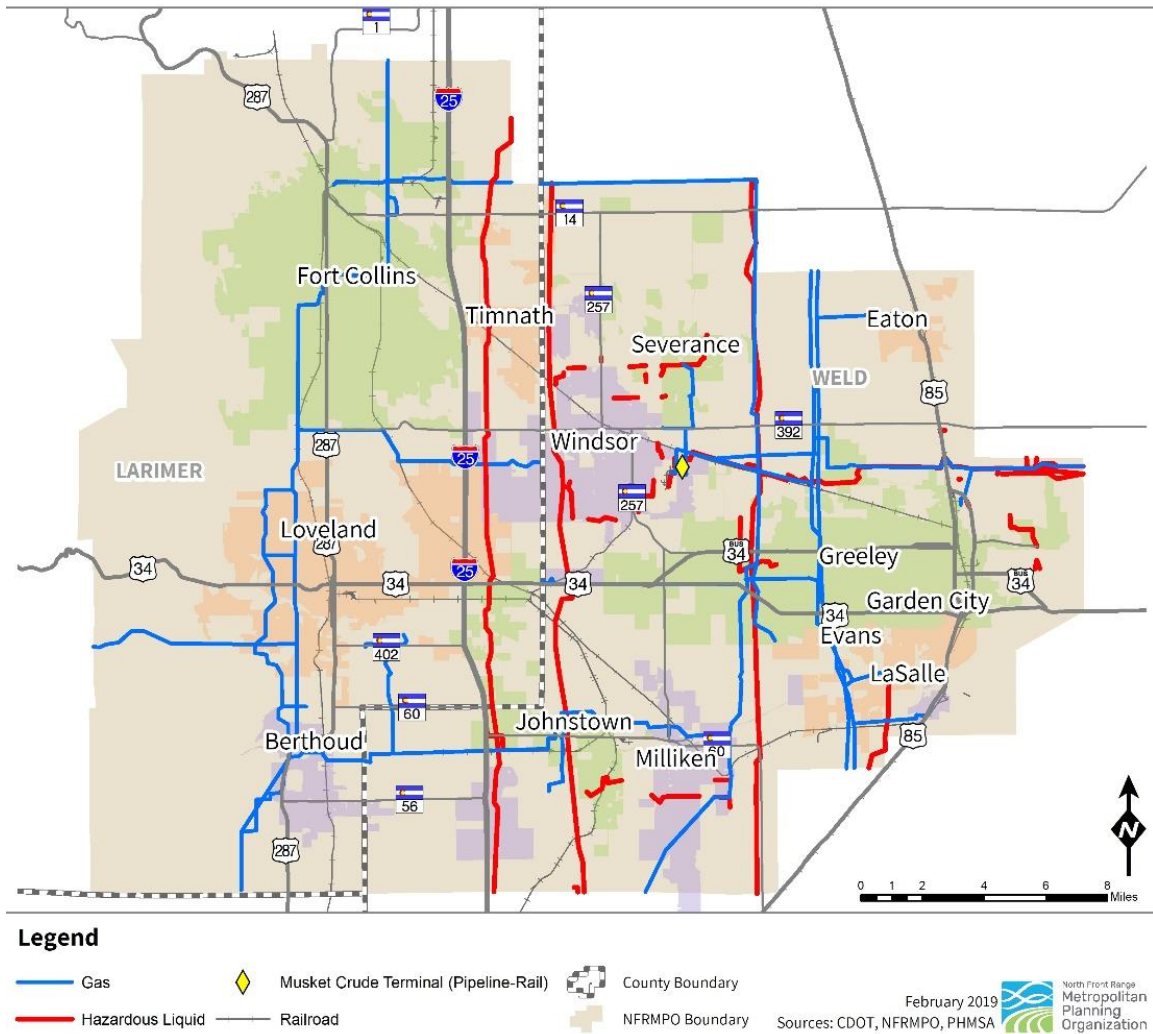 1
287
25
14
Fort Collins
257
Timnath
Eaton
Severance
WELD
85
392
287
Windsor
25
LARIMER
257
Loveland
287
BUS
34
Greeley
34
25
34
34
BUS
34
Garden City
34
Evans
402
LaSalle
60
Johnstown
Berthoud
60
85
Milliken
56
287
N
0 1 2 4 6 8
Miles
Legend
Gas
Musket Crude Terminal (Pipeline-Rail)
County Boundary
Hazardous Liquid
Railroad
NFRMPO Boundary
February 2019
Sources: CDOT, NFRMPO, PHMSA
North Front Range
Metropolitan
Planning
Organization